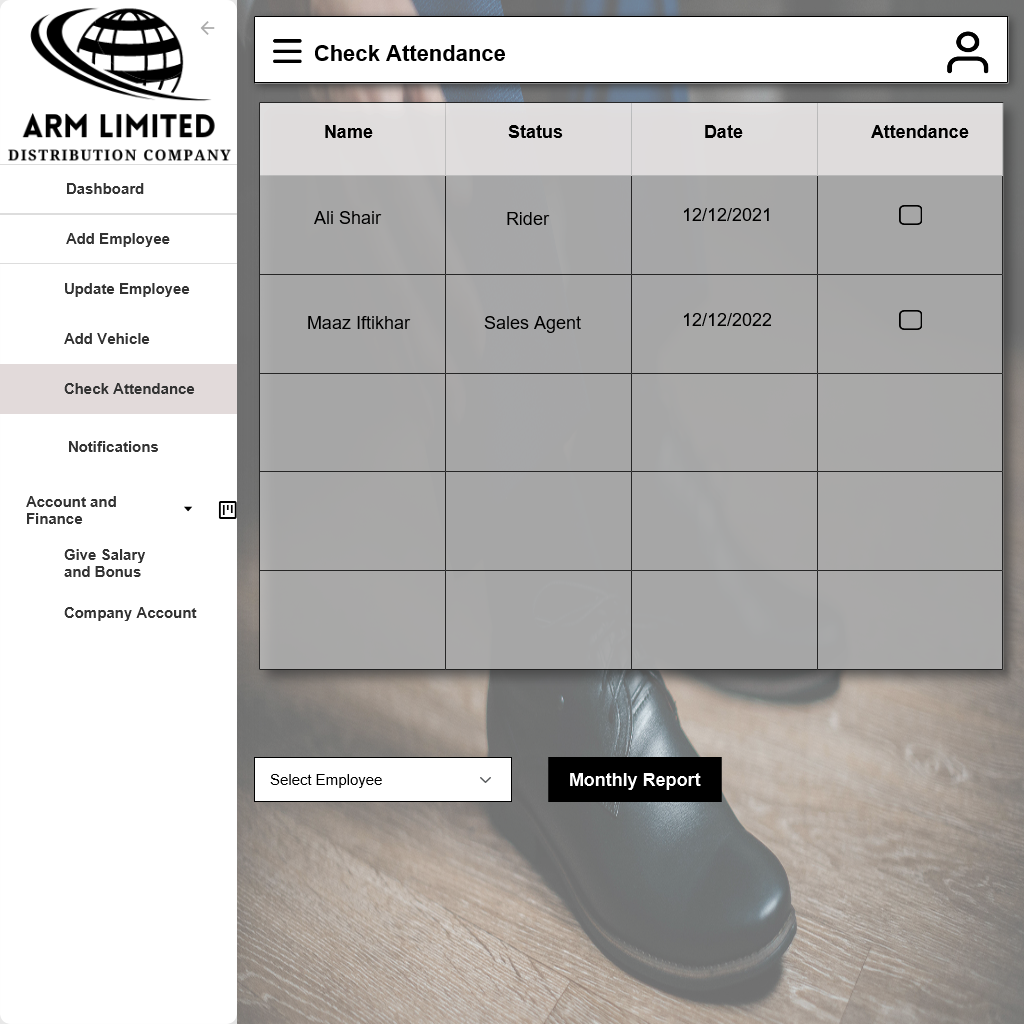 ARM LIMITED
DISTRIBUTION COMPANY
Dashboard
Add Employee
Update Employee
Add Vehicle
Check Attendance
Notifications
Account and
Finance
Give Salary
and Bonus
Company Account
Check Attendance
Name Status Date Attendance
Ali Shair Rider 12/12/2021
Maaz Iftikhar Sales Agent 12/12/2022
Select Employee
Monthly Report